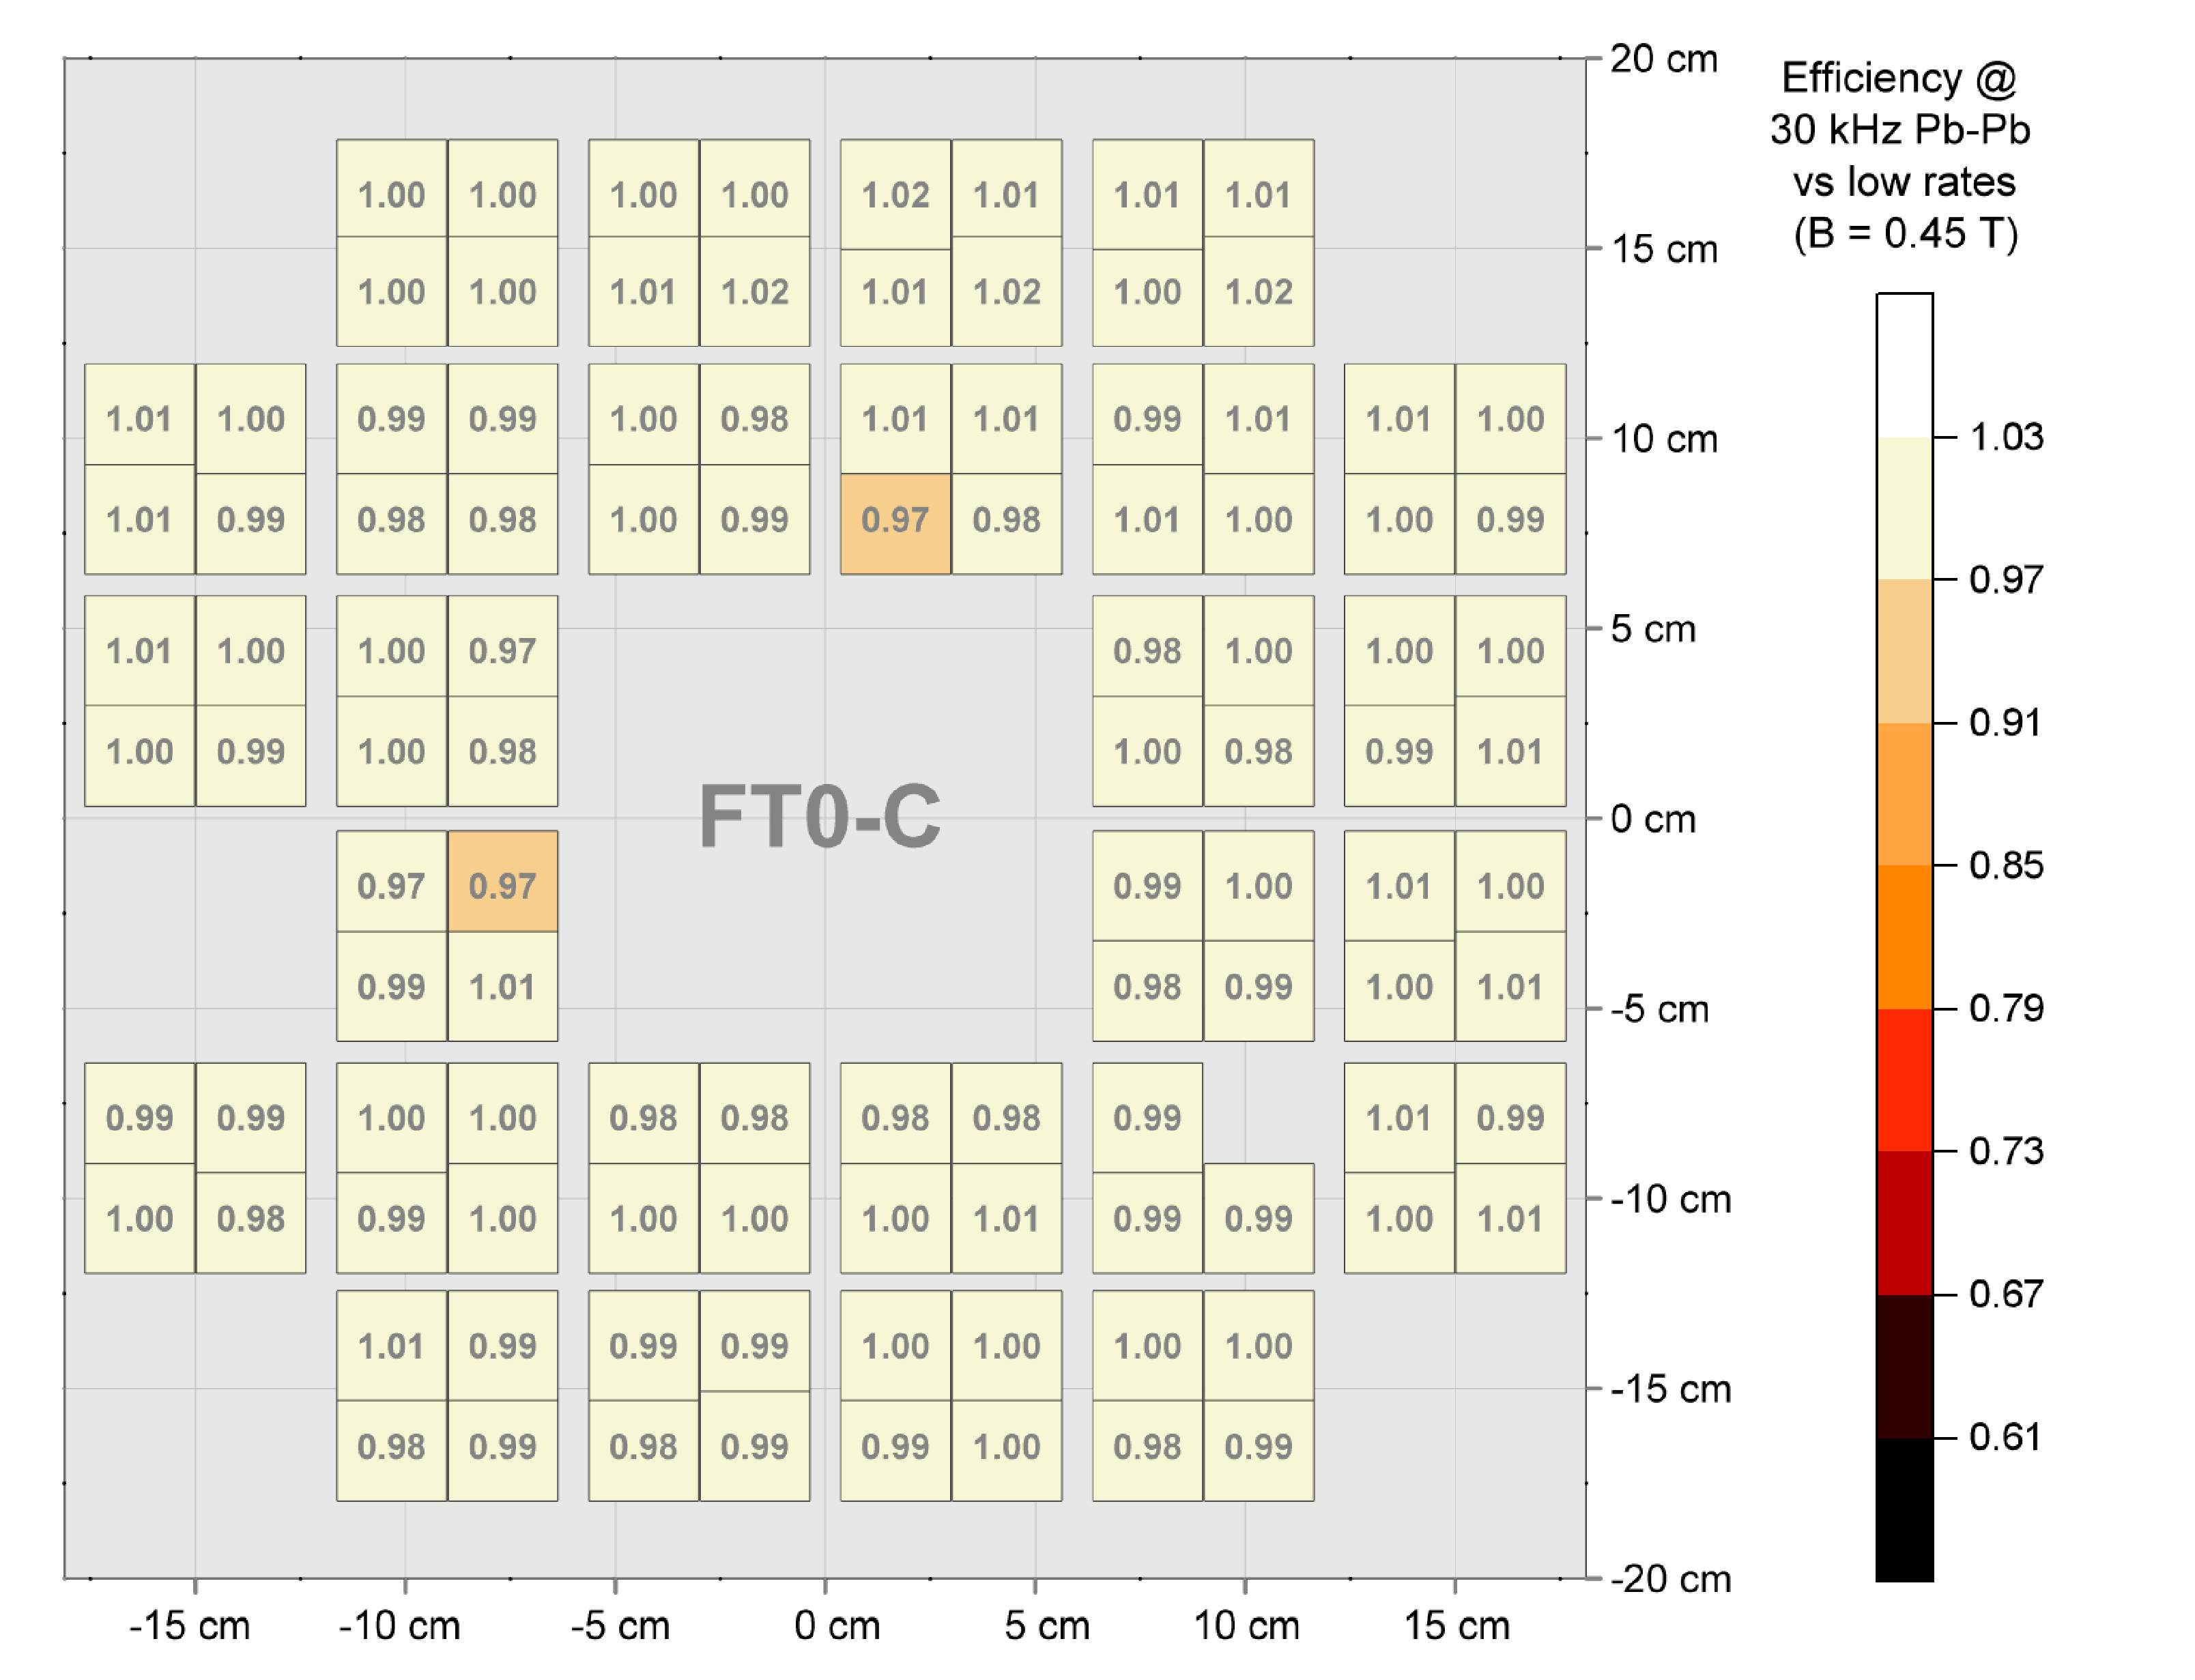 20 cm
Efficiency @
30 kHz Pb-Pb
vs low rates
(B = 0.45 T)
1.00 1.00 1.00 1.00 1.02 1.01 1.01 1.01
15 cm
1.00 1.00 1.01 1.02 1.01 1.02 1.00 1.02
1.01 1.00 0.99 0.99 1.00 0.98 1.01 1.01 0.99 1.01 1.01 1.00
10 cm
1.03
1.01 0.99 0.98 0.98 1.00 0.99 0.97 0.98 1.01 1.00 1.00 0.99
0.97
5 cm
1.01 1.00 1.00 0.97 0.98 1.00 1.00 1.00
0.91
1.00 0.99 1.00 0.98 1.00 0.98 0.99 1.01
FT0-C
0 cm
0.85
0.97 0.97 0.99 1.00 1.01 1.00
0.99 1.01 0.98 0.99 1.00 1.01
-5 cm
0.79
0.99 0.99 1.00 1.00 0.98 0.98 0.98 0.98 0.99 1.01 0.99
0.73
-10 cm
1.00 0.98 0.99 1.00 1.00 1.00 1.00 1.01 0.99 0.99 1.00 1.01
0.67
1.01 0.99 0.99 0.99 1.00 1.00 1.00 1.00
-15 cm
0.61
0.98 0.99 0.98 0.99 0.99 1.00 0.98 0.99
-20 cm
-15 cm -10 cm -5 cm 0 cm 5 cm 10 cm 15 cm